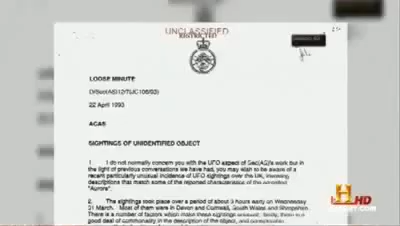 UNCLASSIFIED
RESTRICTED
LOOSE MINUTE
D/Sec(AS)12/1
22 April 1993
ACAS
SIGHTINGS OF UNIDENTIFIED OBJECT
1. I do not normally concern you with the UFO aspect of Sec(AS)'s work but in
the light of previous conversations we have had, you may wish to be aware of a
recent particularly unusual incidence of UFO sightings over the UK, involving
descriptions that match some of the reported characteristics of the
2. The sightings took place over a period of about 3 hours early on Wednesday
31 March. Most of them were in Devon and Cornwall, South Wales and Shropshire.
There is a number of factors which make these sightings unusual: firstly, there is a
good deal of commonality in the description of the object, and considerable
H HD